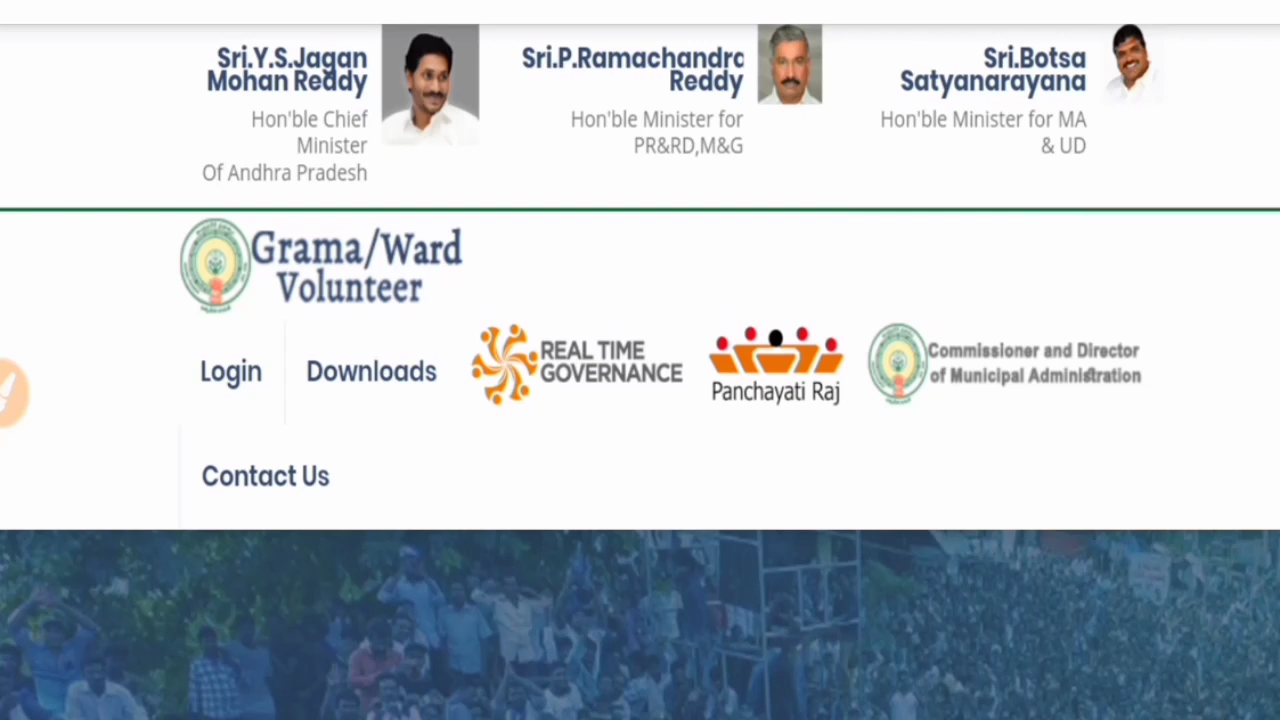 Sri.Y.S.Jagan
Mohan Reddy
Hon'ble Chief
Minister
Of Andhra Pradesh
Sri.P.Ramachandra
Reddy
Hon'ble Minister for
PR&RD,M&G
Sri.Botsa
Satyanarayana
Hon'ble Minister for MA
& UD
Grama/Ward
Volunteer
Login
Downloads
REAL TIME
GOVERNANCE
Panchayati Raj
Commissioner and Director
of Municipal Administration
Contact Us